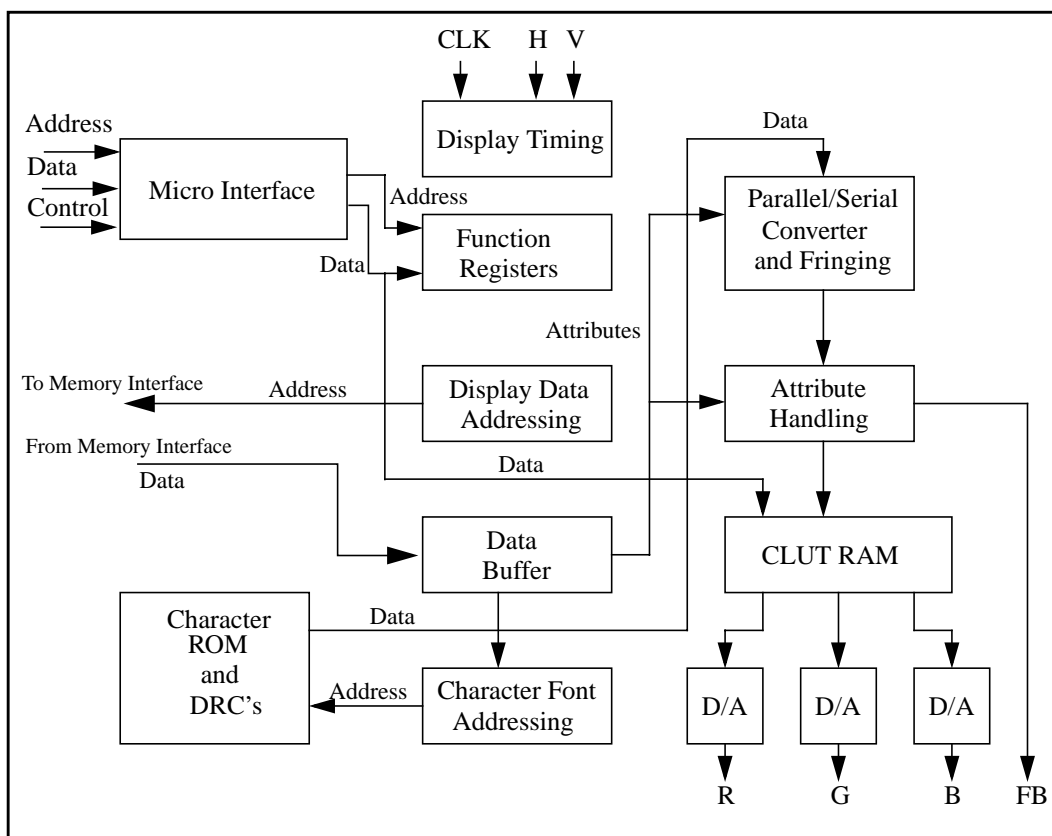 CLK H V
Display Timing
Address
Data
Control
Micro Interface
Address
Data
Function
Registers
Data
Parallel/Serial
Converter
and Fringing
Attributes
To Memory Interface
Address
Display Data
Addressing
Attribute
Handling
From Memory Interface
Data
Data
Data
Buffer
CLUT RAM
Character
ROM
and
DRC's
Data
Address
Character Font
Addressing
D/A
D/A
D/A
R
G
B
FB